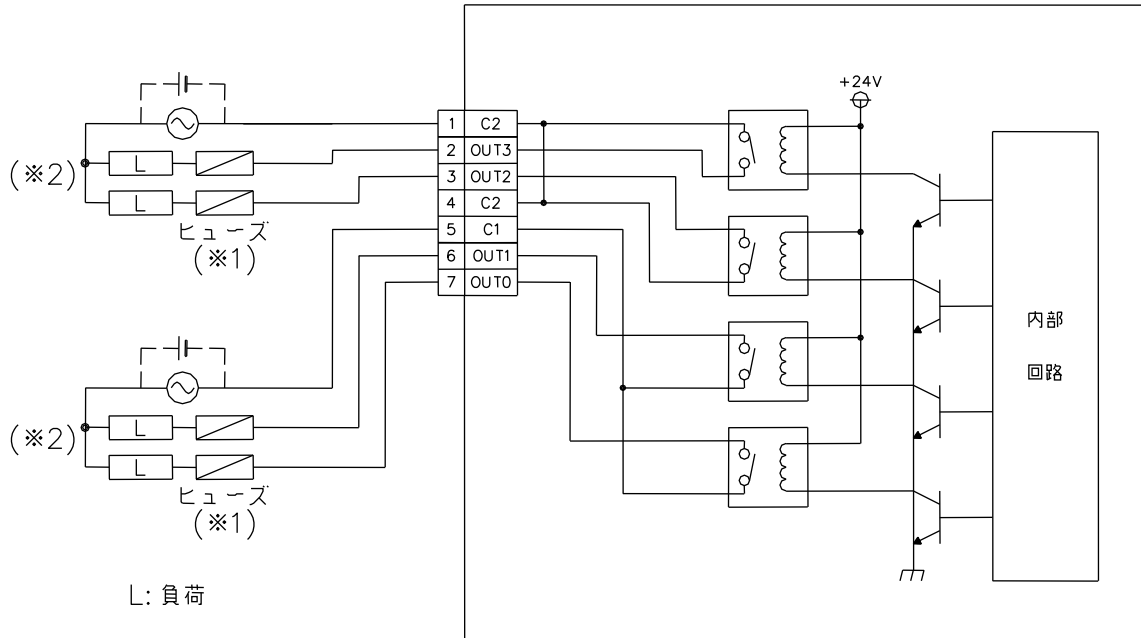 +24V
1 C2
2 OUT3
3 OUT2
4 C2
5 C1
6 OUT1
7 OUT0
L
(※2)
L
ヒューズ
(※1)
内部
回路
L
(※2)
L
ヒューズ
(※1)
L: 負荷